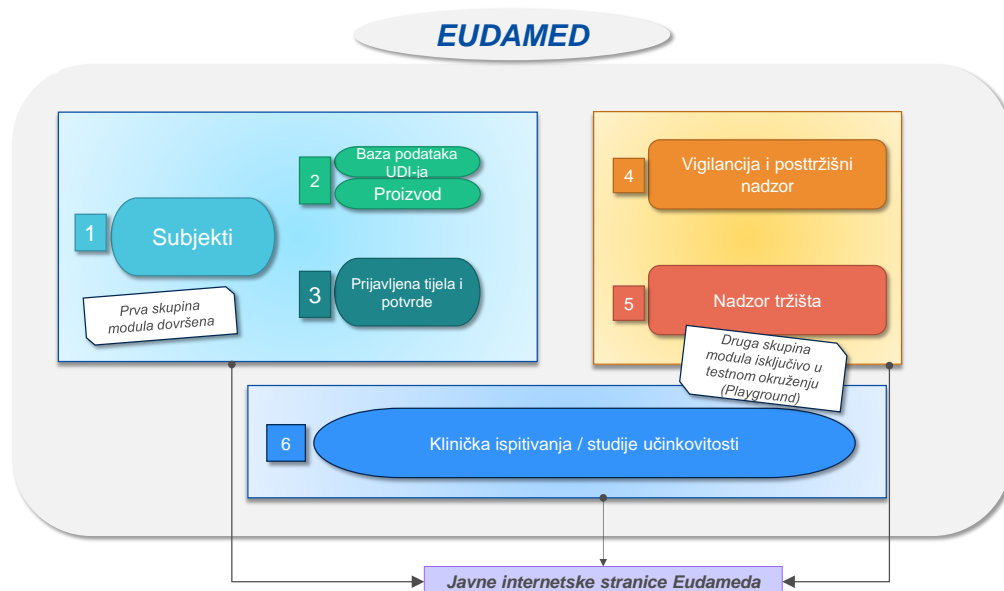 EUDAMED
1
Subjekti
2
Baza podataka
UDI-ja
Proizvod
3
Prijavljena tijela i
potvrde
Prva skupina
modula dovršena
4
Vigilancija i posttržišni
nadzor
5
Nadzor tržišta
Druga skupina
modula isključivo u
testnom okruženju
(Playground)
6
Klinička ispitivanja / studije učinkovitosti
Javne internetske stranice Eudameda